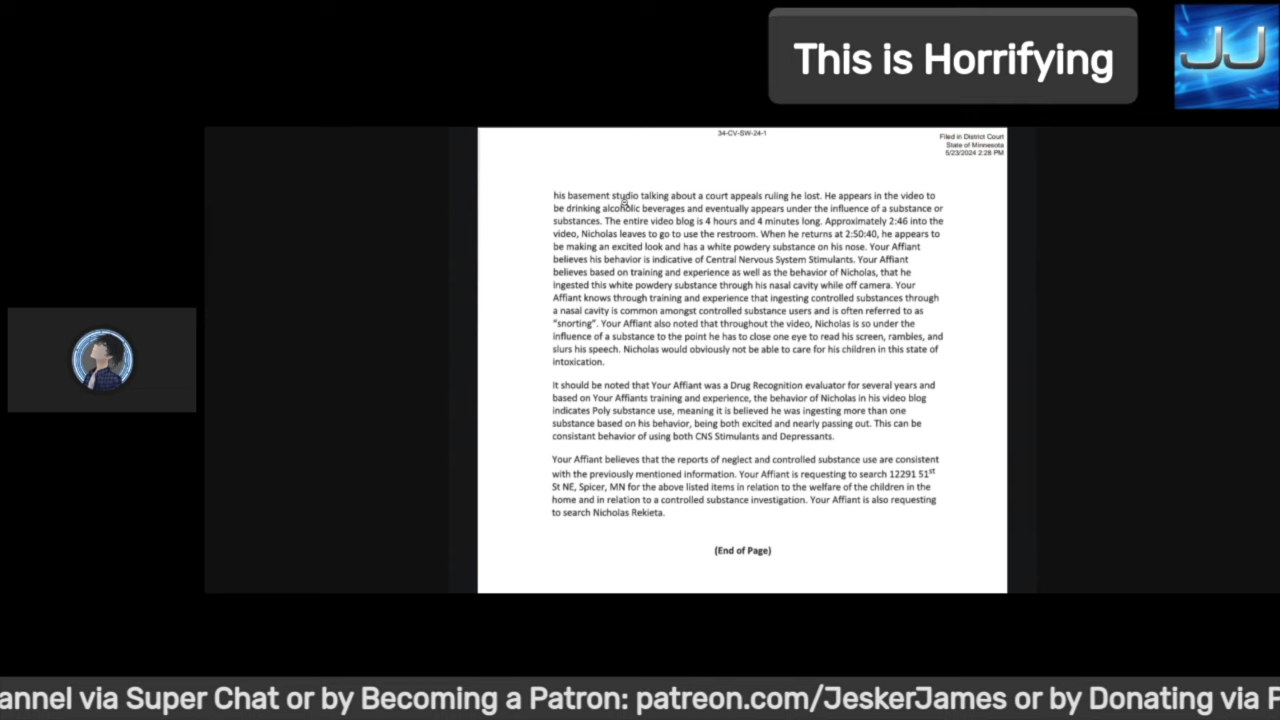 This is Horrifying
JJ
34-CV-SW-24-1
Filed in District Court
State of Minnesota
5/23/2024 2:28 PM
his basement studio talking about a court appeals ruling he lost. He appears in the video to
be drinking alcoholic beverages and eventually appears under the influence of a substance or
substances. The entire video blog is 4 hours and 4 minutes long. Approximately 2:46 into the
video, Nicholas leaves to go to use the restroom. When he returns at 2:50:40, he appears to
be making an excited look and has a white powdery substance on his nose. Your Affiant
believes his behavior is indicative of Central Nervous System Stimulants. Your Affiant
believes based on training and experience as well as the behavior of Nicholas, that he
ingested this white powdery substance through his nasal cavity while off camera. Your
Affiant knows through training and experience that ingesting controlled substances through
a nasal cavity is common amongst controlled substance users and is often referred to as
“snorting”. Your Affiant also noted that throughout the video, Nicholas is so under the
influence of a substance to the point he has to close one eye to read his screen, rambles, and
slurs his speech. Nicholas would obviously not be able to care for his children in this state of
intoxication.
It should be noted that Your Affiant was a Drug Recognition evaluator for several years and
based on Your Affiants training and experience, the behavior of Nicholas in his video blog
indicates Poly substance use, meaning it is believed he was ingesting more than one
substance based on his behavior, being both excited and nearly passing out. This can be
consistant behavior of using both CNS Stimulants and Depressants.
Your Affiant believes that the reports of neglect and controlled substance use are consistent
with the previously mentioned information. Your Affiant is requesting to search 12291 51st
St NE, Spicer, MN for the above listed items in relation to the welfare of the children in the
home and in relation to a controlled substance investigation. Your Affiant is also requesting
to search Nicholas Rekieta.
(End of Page)
annel via Super Chat or by Becoming a Patron: patreon.com/JeskerJames or by Donating via